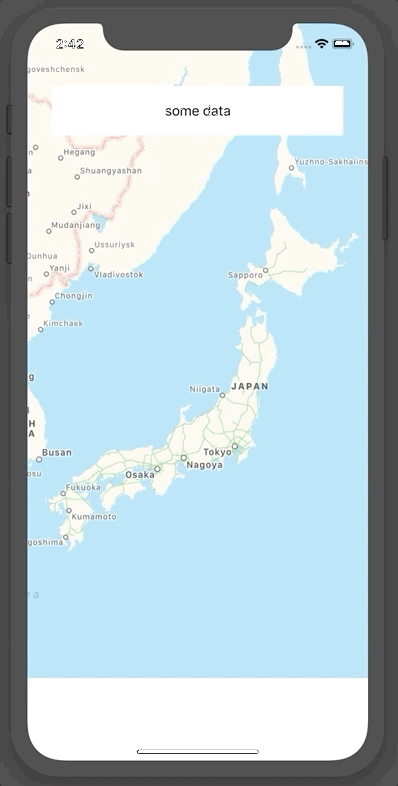 2:42
goveshchensk
some data
Hegang
Yuzhno-Sakhalins
Shuangyashan
Jixi
Mudanjiang
Ussuriysk
Dunhua
Yanji
Vladivostok
Sapporo
Chongjin
Kimchaek
g
JAPAN
Niigata
H
A
Busan
Tokyo
Nagoya
Osaka
osu
Fukuoka
Kumamoto
goshima
e a